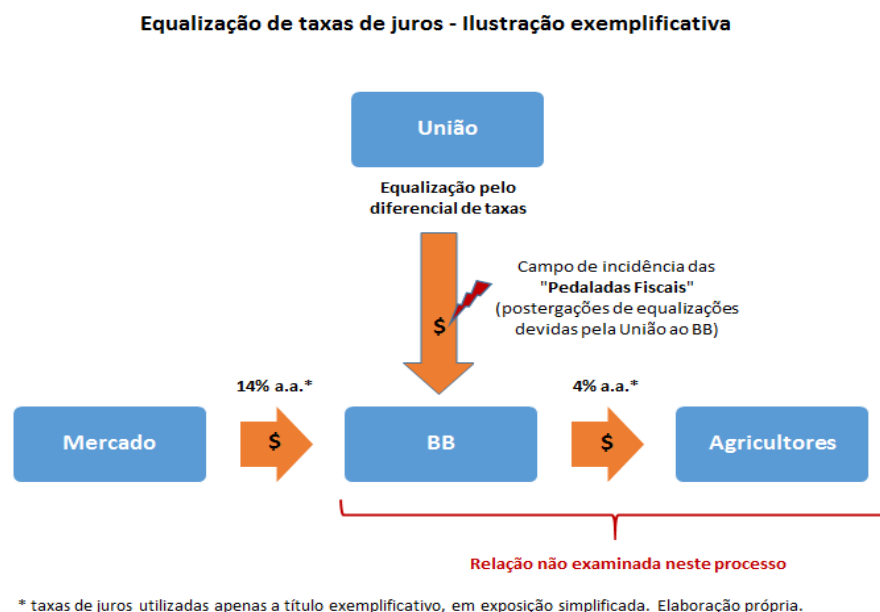 Equalização de taxas de juros - Ilustração exemplificativa
União
Equalização pelo
diferencial de taxas
Campo de incidência das
"Pedaladas Fiscais"
(postergações de equalizações
devidas pela União ao BB)
$
14% a.a.*
4% a.a.*
Mercado
$
BB
$
Agricultores
Relação não examinada neste processo
* taxas de juros utilizadas apenas a título exemplificativo, em exposição simplificada. Elaboração própria.